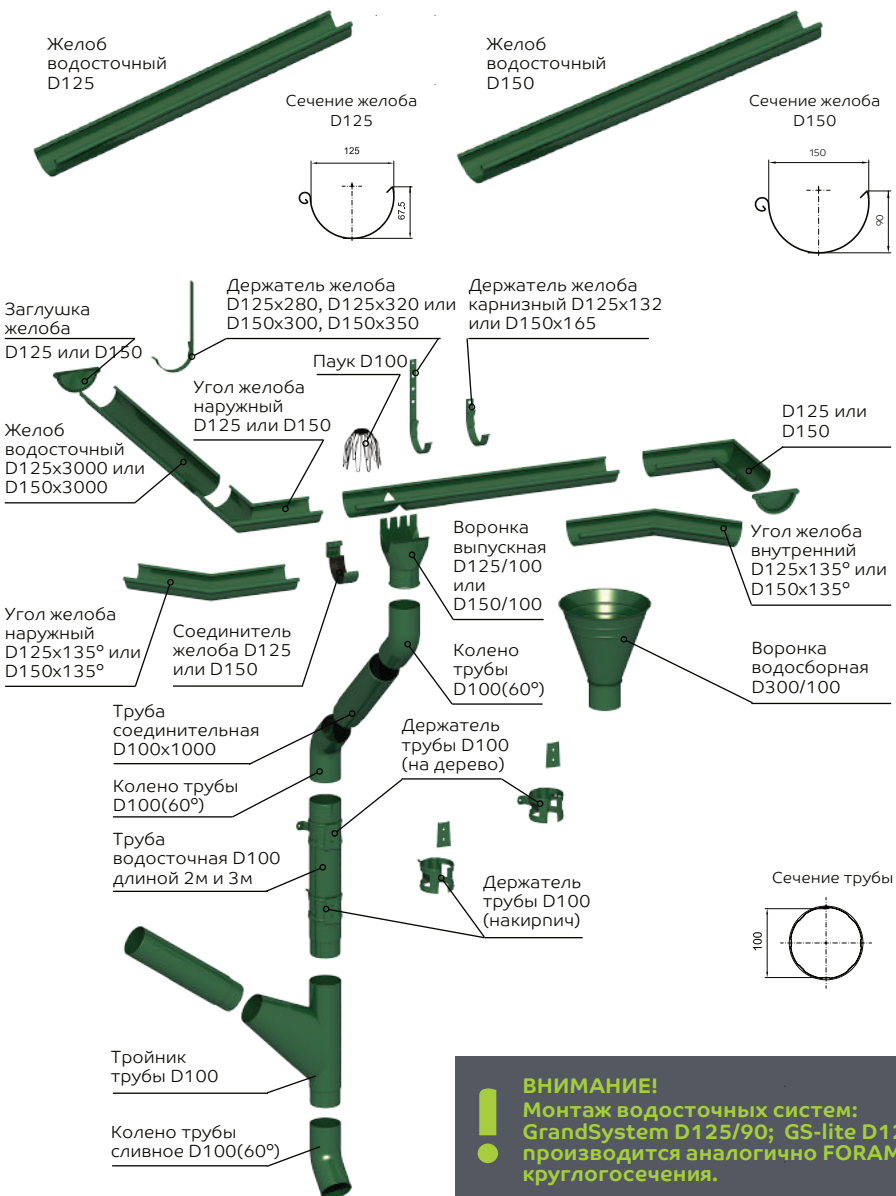 Желоб
водосточный
D125
Желоб
водосточный
D150
Сечение желоба
D125
Сечение желоба
D150
125
67.5
150
90
Держатель желоба
D125x280, D125x320 или
D150x300, D150x350
Держатель желоба
карнизный D125x132
или D150x165
Заглушка
желоба
D125 или D150
Паук D100
Угол желоба
наружный
D125 или D150
D125 или
D150
Желоб
водосточный
D125x3000 или
D150x3000
Воронка
выпускная
D125/100
или
D150/100
Угол желоба
внутренний
D125x135° или
D150x135°
Угол желоба
наружный
D125x135° или
D150x135°
Соединитель
желоба D125
или D150
Колено
трубы
D100(60°)
Воронка
водосборная
D300/100
Труба
соединительная
D100x1000
Держатель
трубы D100
(на дерево)
Колено трубы
D100(60°)
Труба
водосточная D100
длиной 2м и 3м
Держатель
трубы D100
(накирпич)
Сечение трубы
100
Тройник
трубы D100
Колено трубы
сливное D100(60°)
ВНИМАНИЕ!
Монтаж водосточных систем:
GrandSystem D125/90; GS-lite
производится аналогично
круглогосечения.